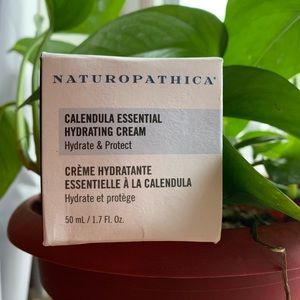 NATUROPATHICA®
CALENDULA ESSENTIAL
HYDRATING CREAM
Hydrate & Protect
CRÈME HYDRATANTE
ESSENTIELLE À LA CALENDULA
Hydrate et protège
50 mL / 1.7 Fl. Oz.